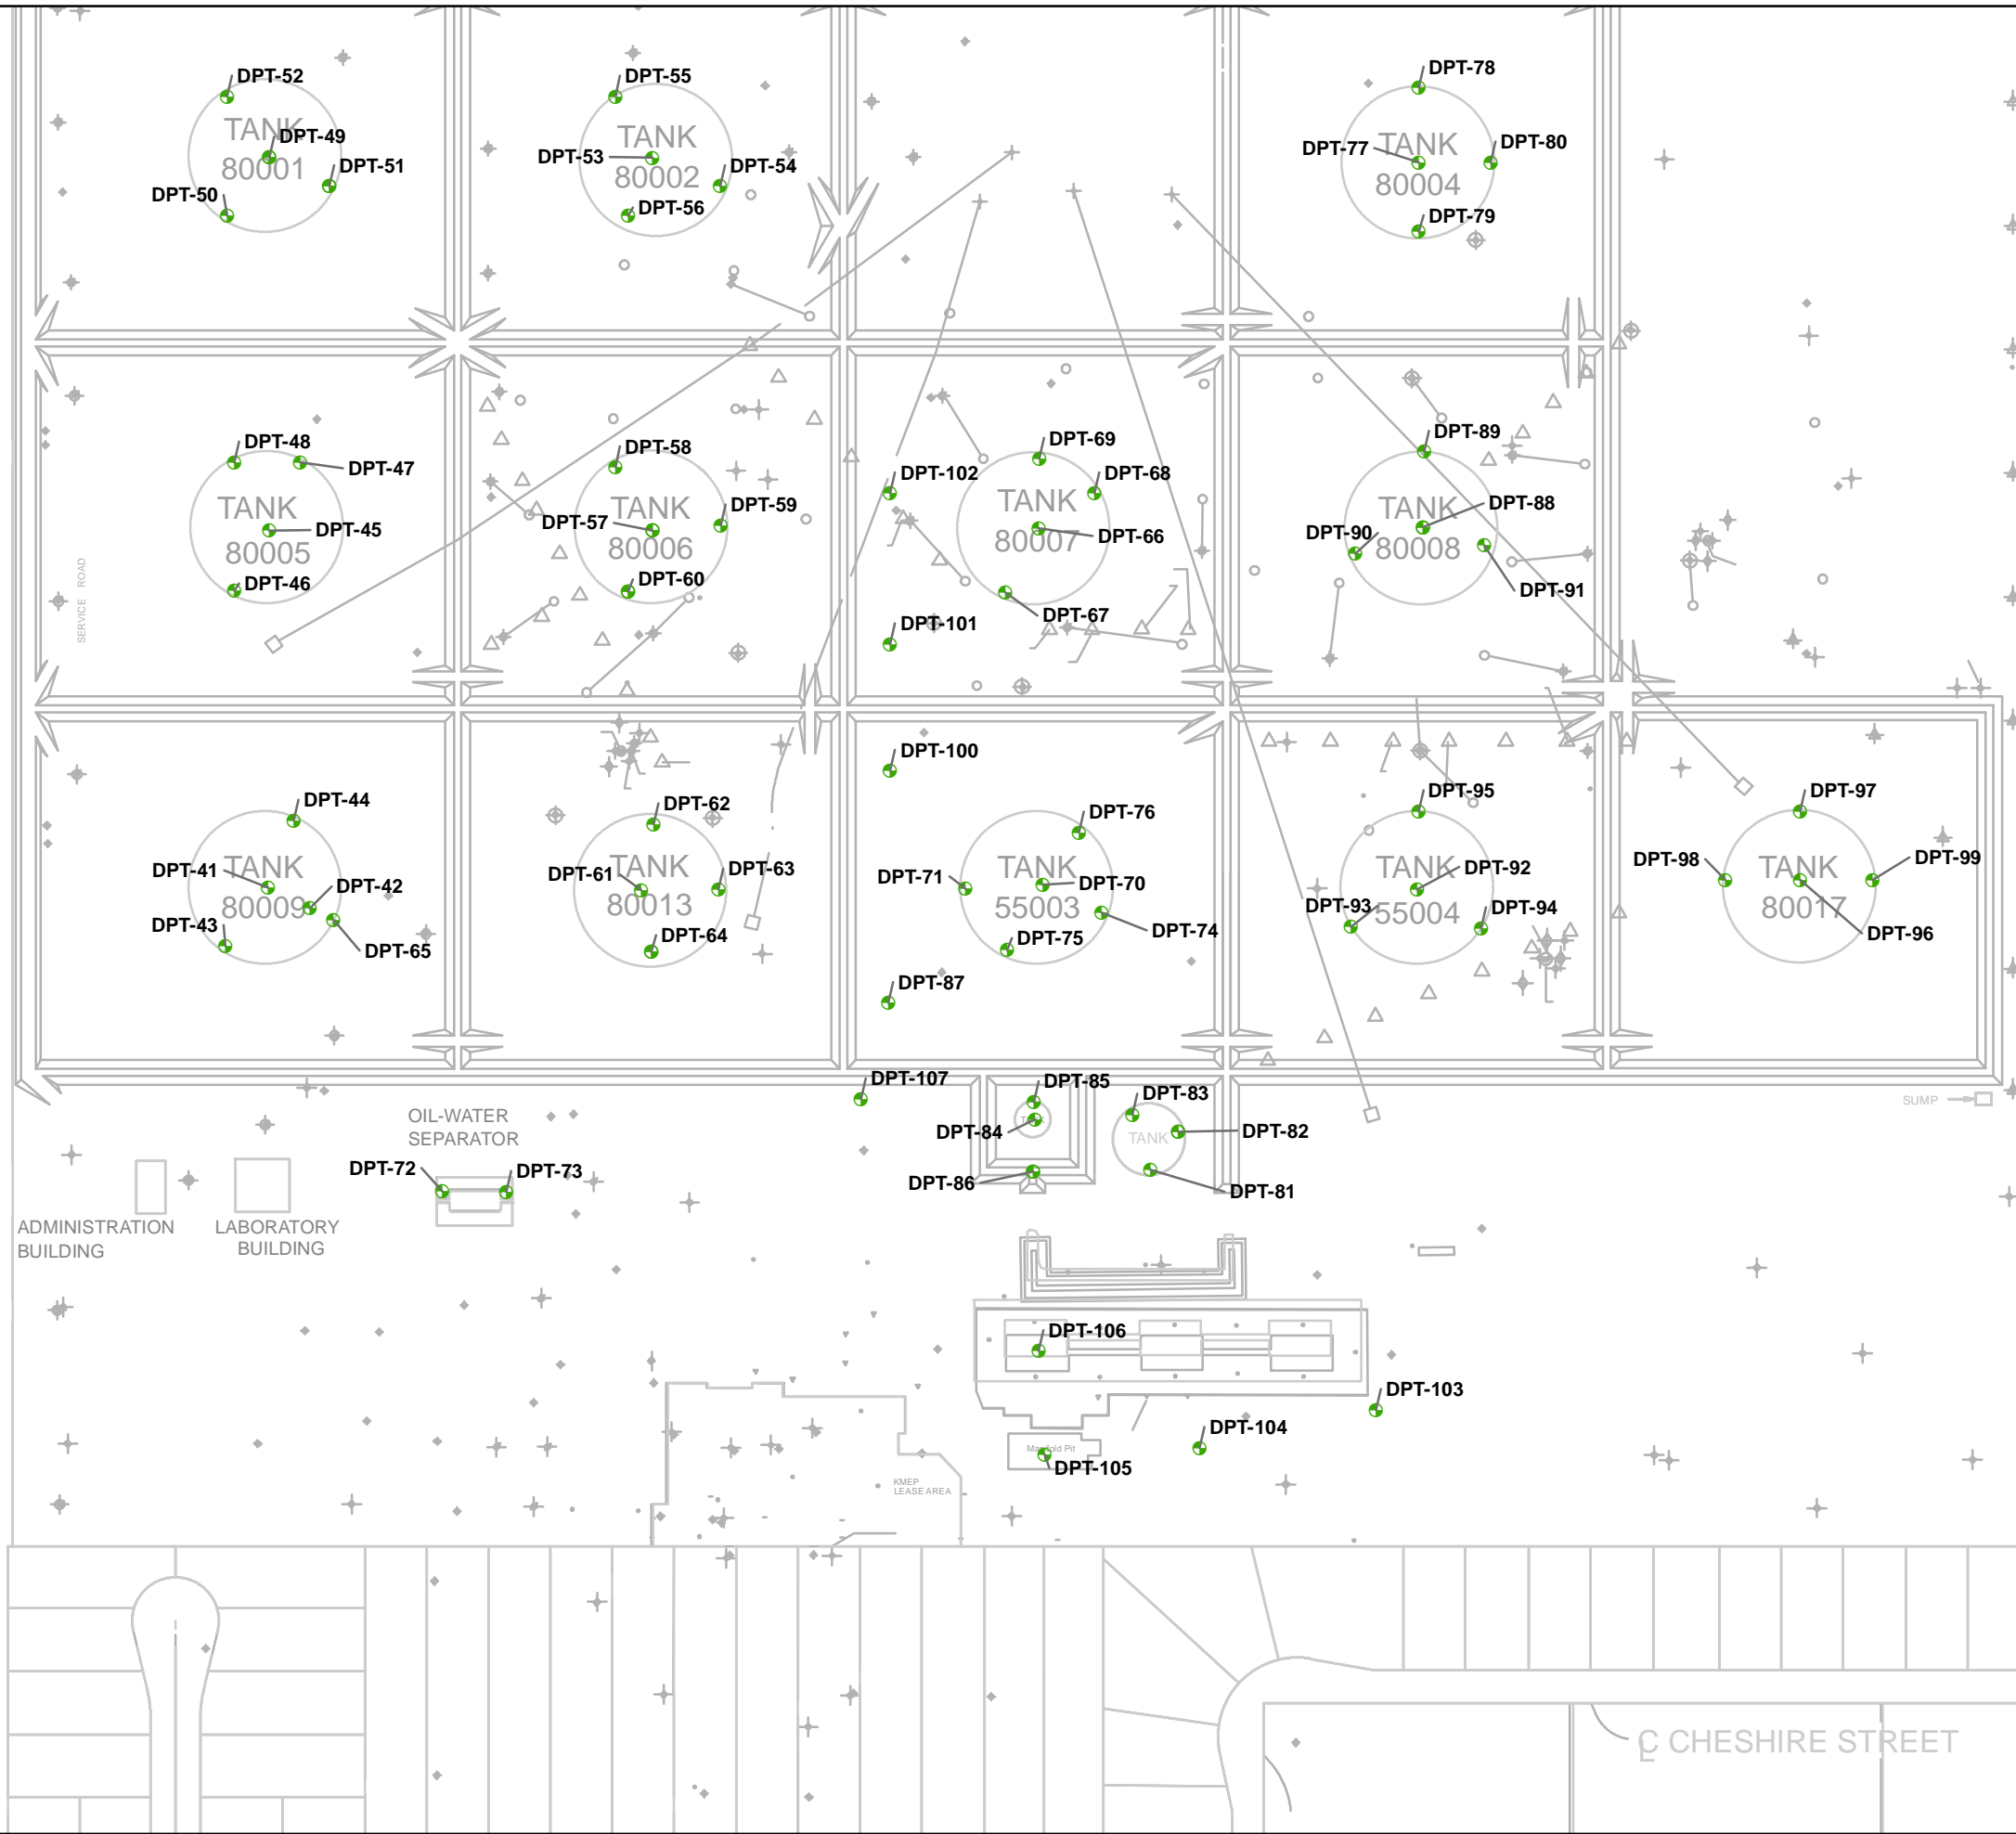 DPT-52
DPT-55
DPT-78
TANK
80001
DPT-49
DPT-51
DPT-50
TANK
80002
DPT-53
DPT-54
DPT-56
TANK
80004
DPT-77
DPT-80
DPT-79
DPT-48
DPT-47
TANK
80005
DPT-45
DPT-46
DPT-58
TANK
80006
DPT-57
DPT-59
DPT-60
DPT-102
DPT-69
DPT-68
TANK
80007
DPT-66
DPT-67
DPT-101
DPT-89
TANK
80008
DPT-88
DPT-90
DPT-91
SERVICE ROAD
DPT-44
TANK
80009
DPT-41
DPT-42
DPT-43
DPT-65
DPT-62
TANK
80013
DPT-61
DPT-63
DPT-64
DPT-100
DPT-76
TANK
55003
DPT-71
DPT-70
DPT-74
DPT-75
DPT-87
DPT-95
TANK
55004
DPT-92
DPT-93
DPT-94
DPT-97
TANK
80017
DPT-98
DPT-99
DPT-96
DPT-107
DPT-85
DPT-83
DPT-84
TANK
DPT-82
DPT-86
DPT-81
SUMP
OIL-WATER
SEPARATOR
DPT-72
DPT-73
ADMINISTRATION
BUILDING
LABORATORY
BUILDING
DPT-106
DPT-103
DPT-104
Manifold Pit
DPT-105
KMEP
LEASE AREA
CL CHESHIRE STREET